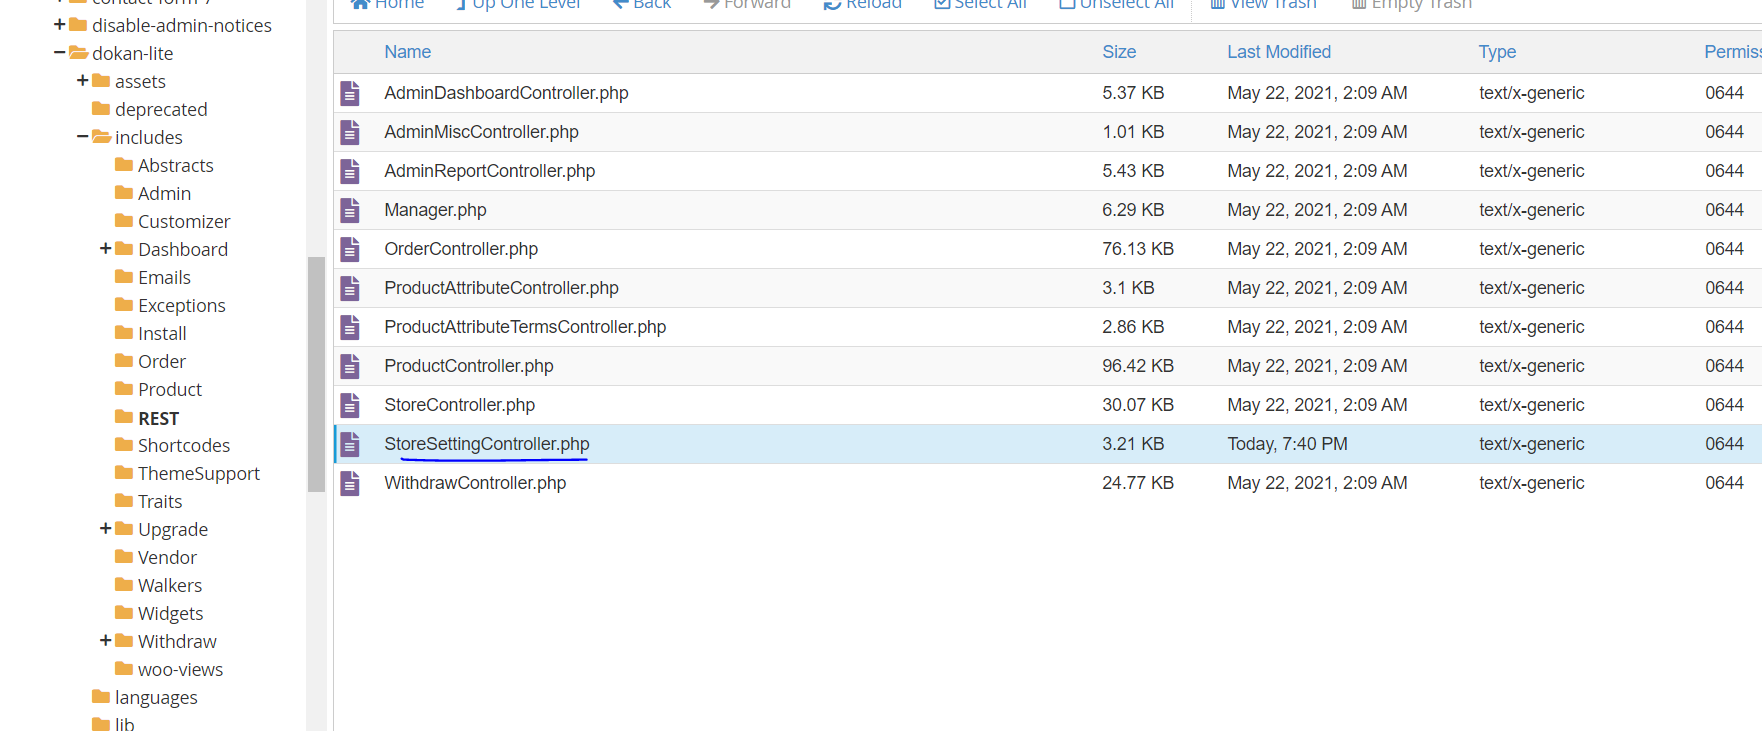 contact-form-7
disable-admin-notices
dokan-lite
assets
deprecated
includes
Abstracts
Admin
Customizer
Dashboard
Emails
Exceptions
Install
Order
Product
REST
Shortcodes
ThemeSupport
Traits
Upgrade
Vendor
Walkers
Widgets
Withdraw
woo-views
languages
lib
Home Up One Level Back Forward Reload Select All Unselect All View Trash Empty Trash
Name Size Last Modified Type Permiss
AdminDashboardController.php 5.37 KB May 22, 2021, 2:09 AM text/x-generic 0644
AdminMiscController.php 1.01 KB May 22, 2021, 2:09 AM text/x-generic 0644
AdminReportController.php 5.43 KB May 22, 2021, 2:09 AM text/x-generic 0644
Manager.php 6.29 KB May 22, 2021, 2:09 AM text/x-generic 0644
OrderController.php 76.13 KB May 22, 2021, 2:09 AM text/x-generic 0644
ProductAttributeController.php 3.1 KB May 22, 2021, 2:09 AM text/x-generic 0644
ProductAttributeTermsController.php 2.86 KB May 22, 2021, 2:09 AM text/x-generic 0644
ProductController.php 96.42 KB May 22, 2021, 2:09 AM text/x-generic 0644
StoreController.php 30.07 KB May 22, 2021, 2:09 AM text/x-generic 0644
StoreSettingController.php 3.21 KB Today, 7:40 PM text/x-generic 0644
WithdrawController.php 24.77 KB May 22, 2021, 2:09 AM text/x-generic 0644